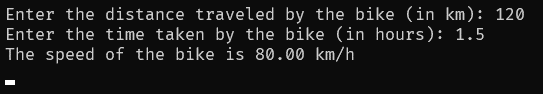 Enter the distance traveled by the bike (in km): 120
Enter the time taken by the bike (in hours): 1.5
The speed of the bike is 80.00 km/h